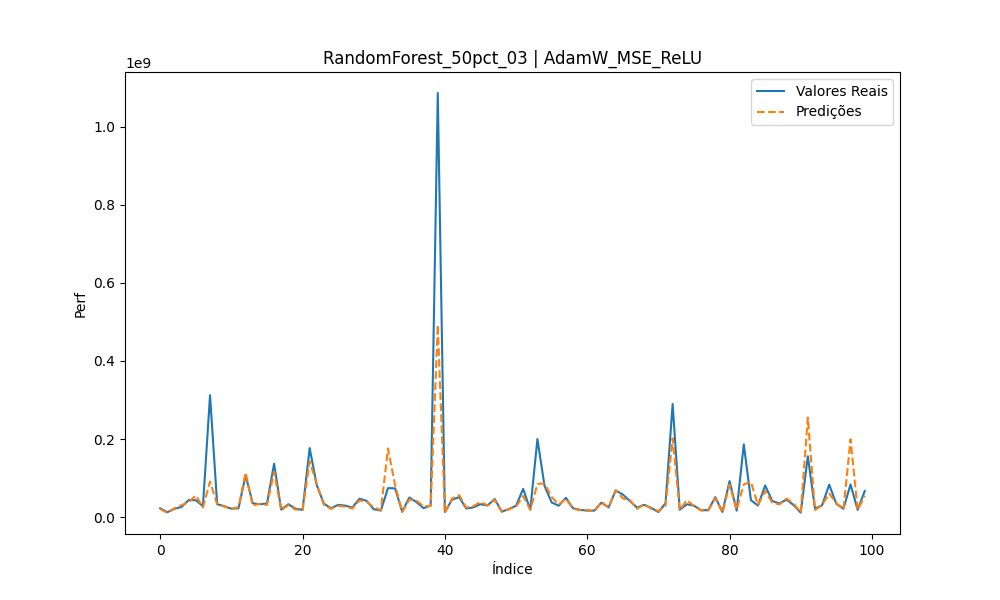 RandomForest_50pct_03 | AdamW_MSE_ReLU
1e9
Valores Reais
Predições
1.0
0.8
0.6
0.4
0.2
0.0
Perf
0
20
40
60
80
100
Índice